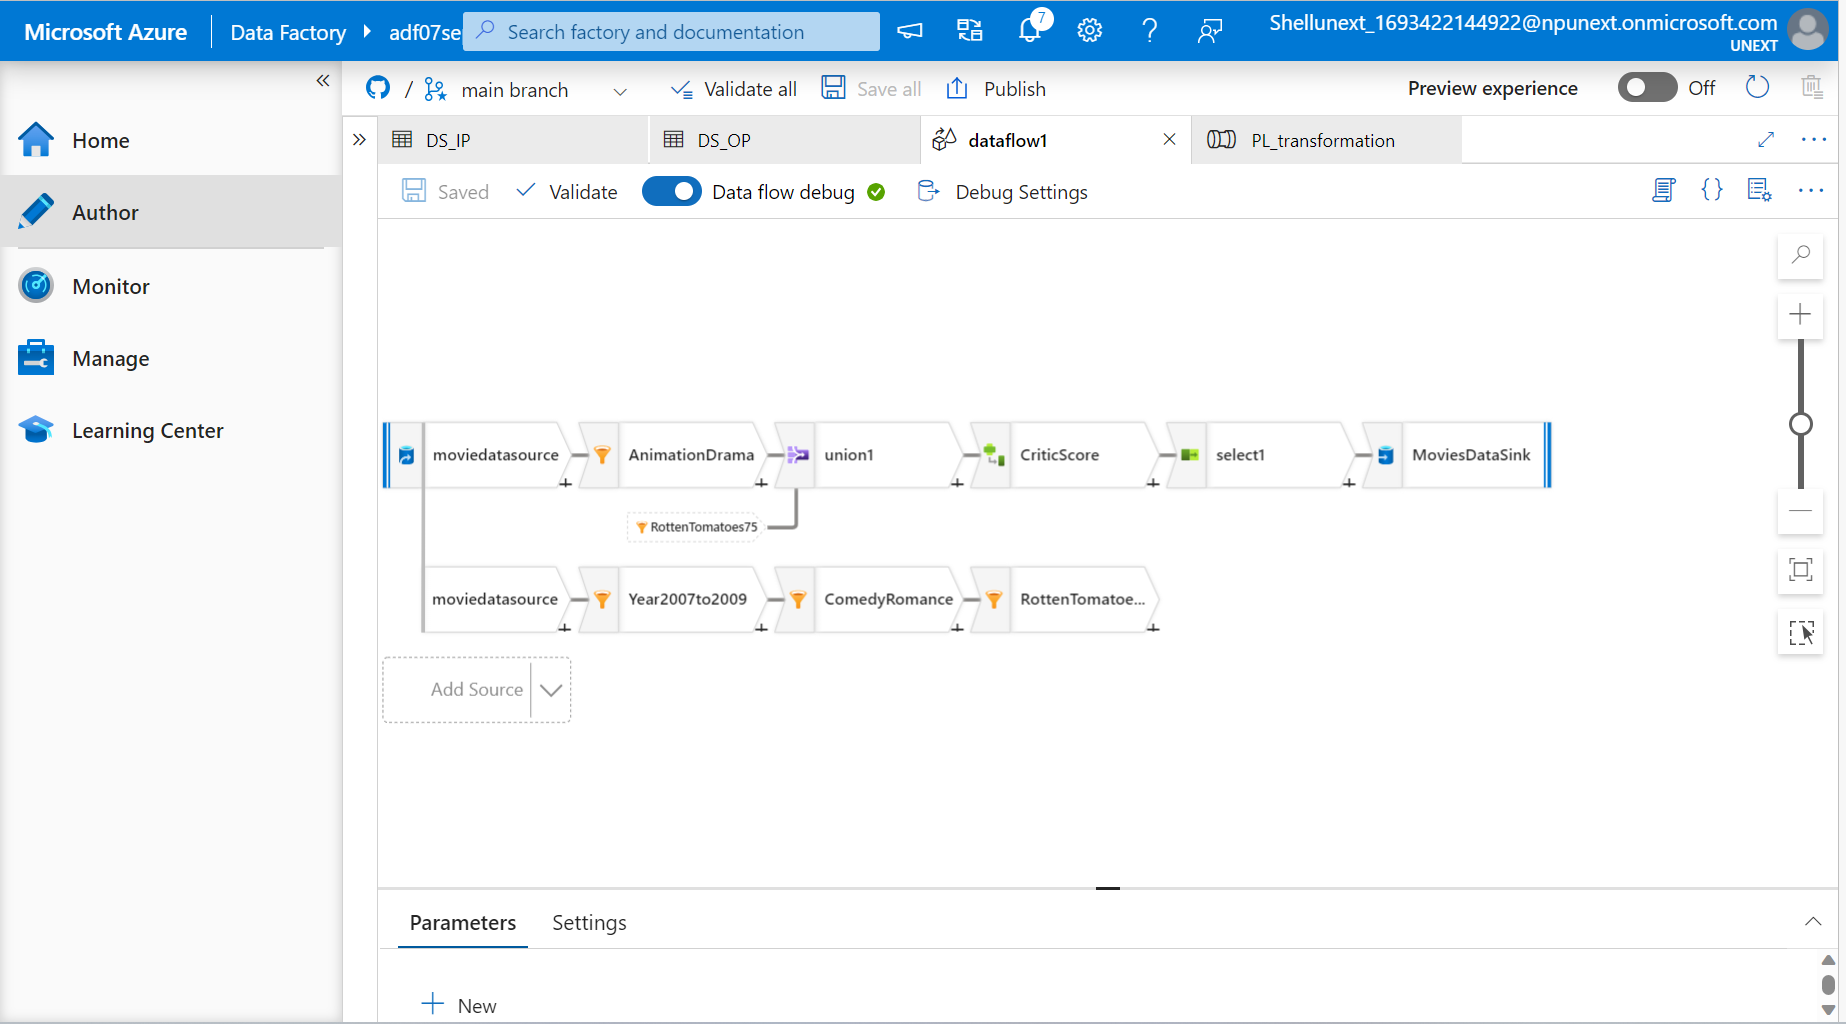 Microsoft Azure
Data Factory
adf07se
Search factory and documentation
7
Shellunext_1693422144922@npunext.onmicrosoft.com
UNEXT
Home
Author
Monitor
Manage
Learning Center
/
main branch
Validate all
Save all
Publish
Preview experience
Off
DS_IP
DS_OP
dataflow1
PL_transformation
Saved
Validate
Data flow debug
Debug Settings
moviedatasource
AnimationDrama
union1
CriticScore
select1
MoviesDataSink
RottenTomatoes75
moviedatasource
Year2007to2009
ComedyRomance
RottenTomatoe...
Add Source
Parameters
Settings
New